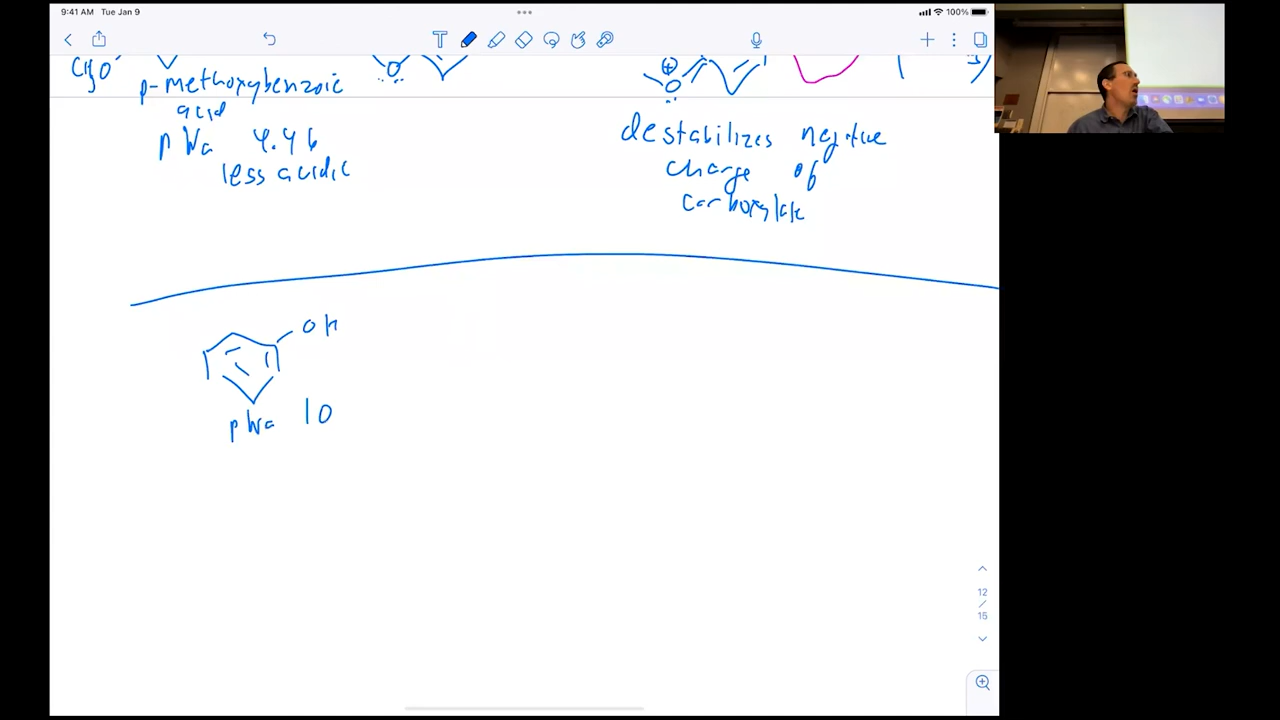 9:41 AM Tue Jan 9
100%
CH3O
p-methoxybenzoic
acid
pKa 4.46
less acidic
destabilizes negative
charge of
carboxylate
OH
pKa 10
12
/
15